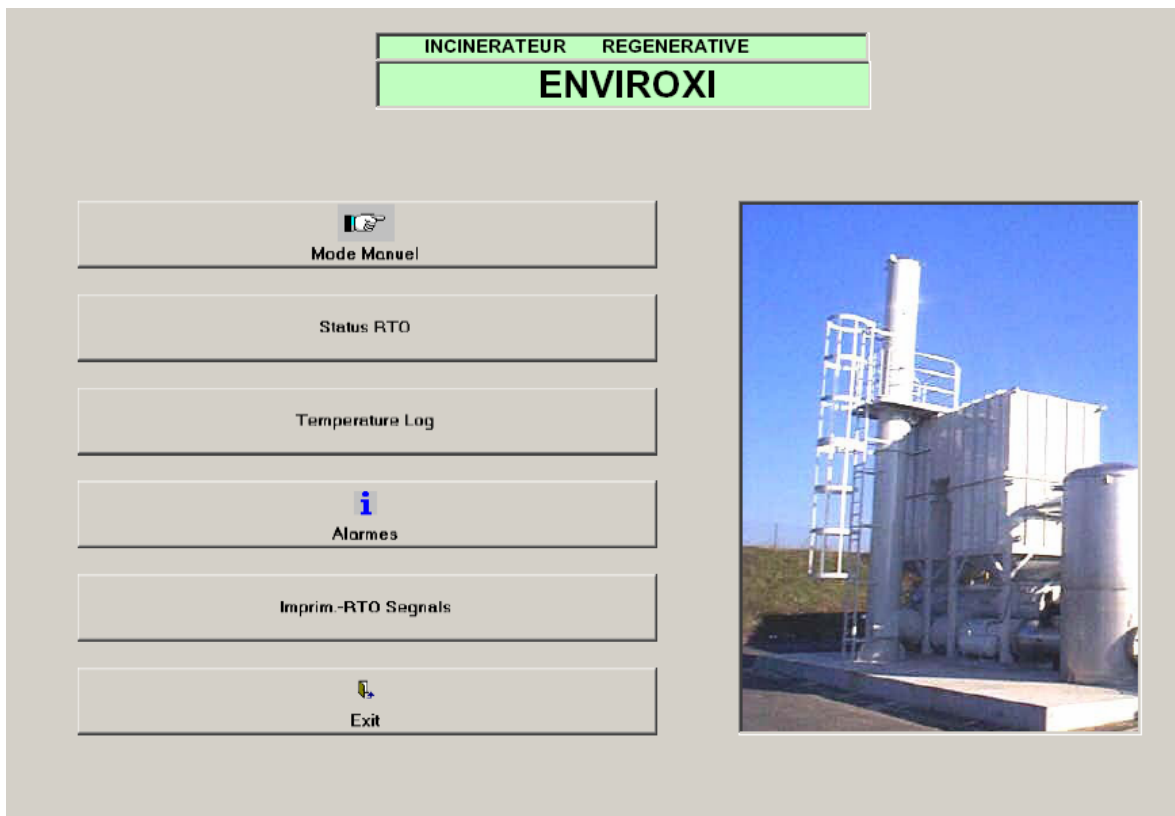 INCINERATEUR REGENERATIVE
ENVIROXI
Mode Manuel
Status RTO
Temperature Log
Alarmes
Imprim.-RTO Segnals
Exit